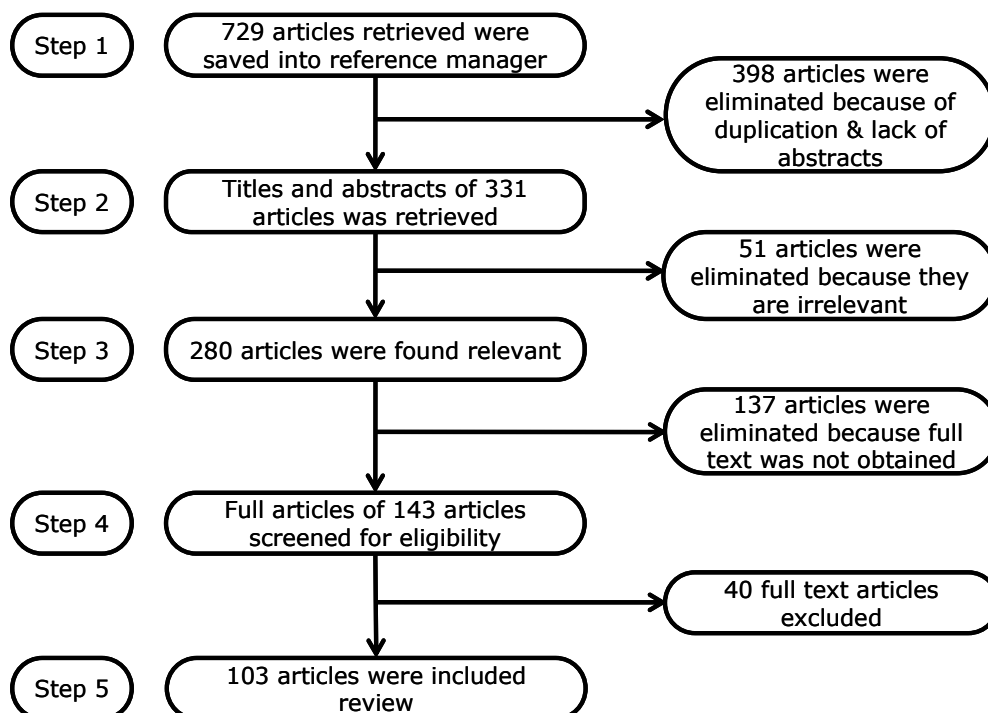 Step 1
729 articles retrieved were
saved into reference manager
398 articles were
eliminated because of
duplication & lack of
abstracts
Step 2
Titles and abstracts of 331
articles was retrieved
51 articles were
eliminated because they
are irrelevant
Step 3
280 articles were found relevant
137 articles were
eliminated because full
text was not obtained
Step 4
Full articles of 143 articles
screened for eligibility
40 full text articles
excluded
Step 5
103 articles were included
review